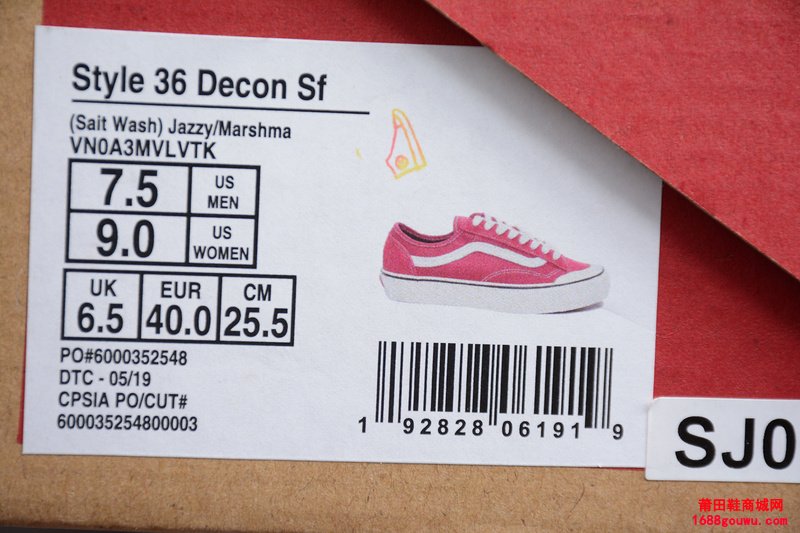 Style 36 Decon Sf
(Sait Wash) Jazzy/Marshma
VN0A3MVLVTK
7.5 US MEN
9.0 US WOMEN
UK EUR CM
6.5 40.0 25.5
PO#6000352548
DTC - 05/19
CPSIA PO/CUT#
600035254800003
1 92828 06191 9
SJ0
莆田鞋商城网
1688gouwu.com